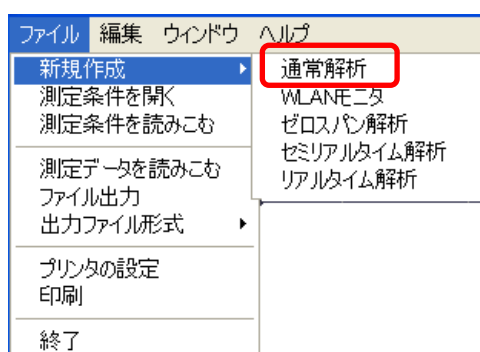 ファイル 編集 ウィンドウ ヘルプ
新規作成
測定条件を開く
測定条件を読みこむ
測定データを読みこむ
ファイル出力
出力ファイル形式
プリンタの設定
印刷
終了
通常解析
WLANモニタ
ゼロスパン解析
セミリアルタイム解析
リアルタイム解析